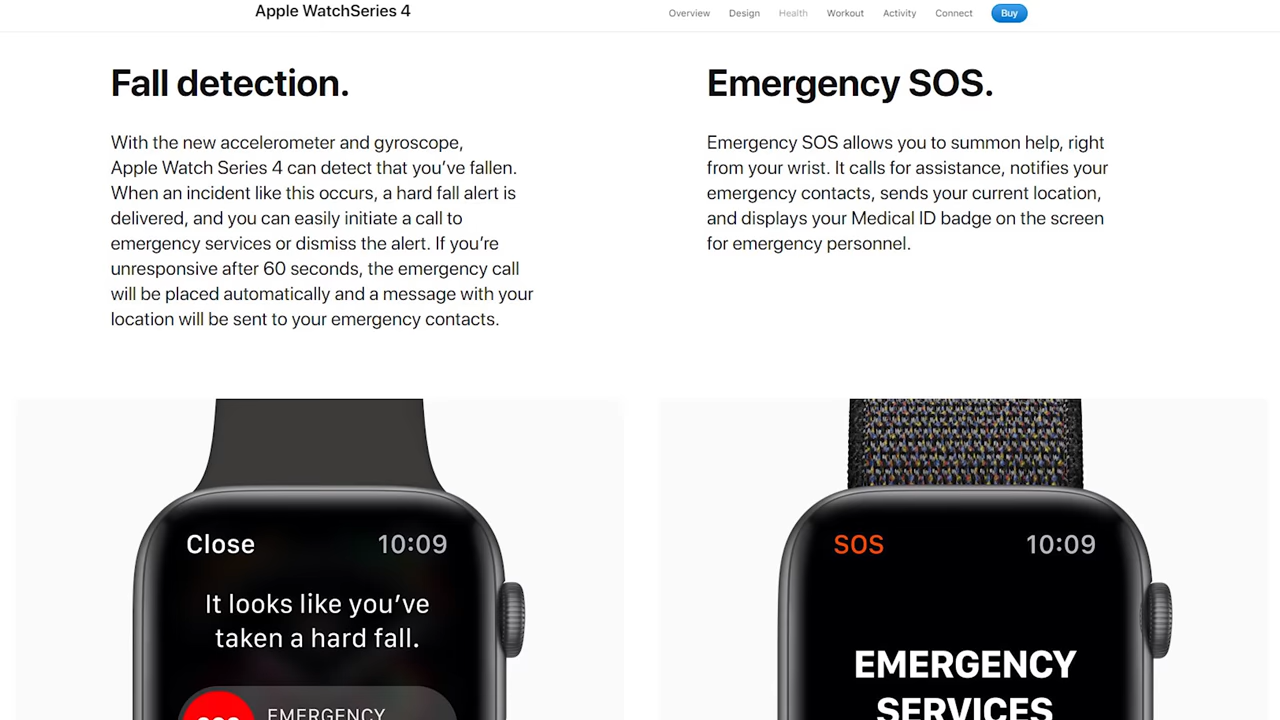 Apple WatchSeries 4
Overview Design Health Workout Activity Connect Buy
Fall detection.
With the new accelerometer and gyroscope,
Apple Watch Series 4 can detect that you’ve fallen.
When an incident like this occurs, a hard fall alert is
delivered, and you can easily initiate a call to
emergency services or dismiss the alert. If you’re
unresponsive after 60 seconds, the emergency call
will be placed automatically and a message with your
location will be sent to your emergency contacts.
Emergency SOS.
Emergency SOS allows you to summon help, right
from your wrist. It calls for assistance, notifies your
emergency contacts, sends your current location,
and displays your Medical ID badge on the screen
for emergency personnel.
Close 10:09
It looks like you’ve
taken a hard fall.
EMERGENCY
SOS 10:09
EMERGENCY
SERVICES